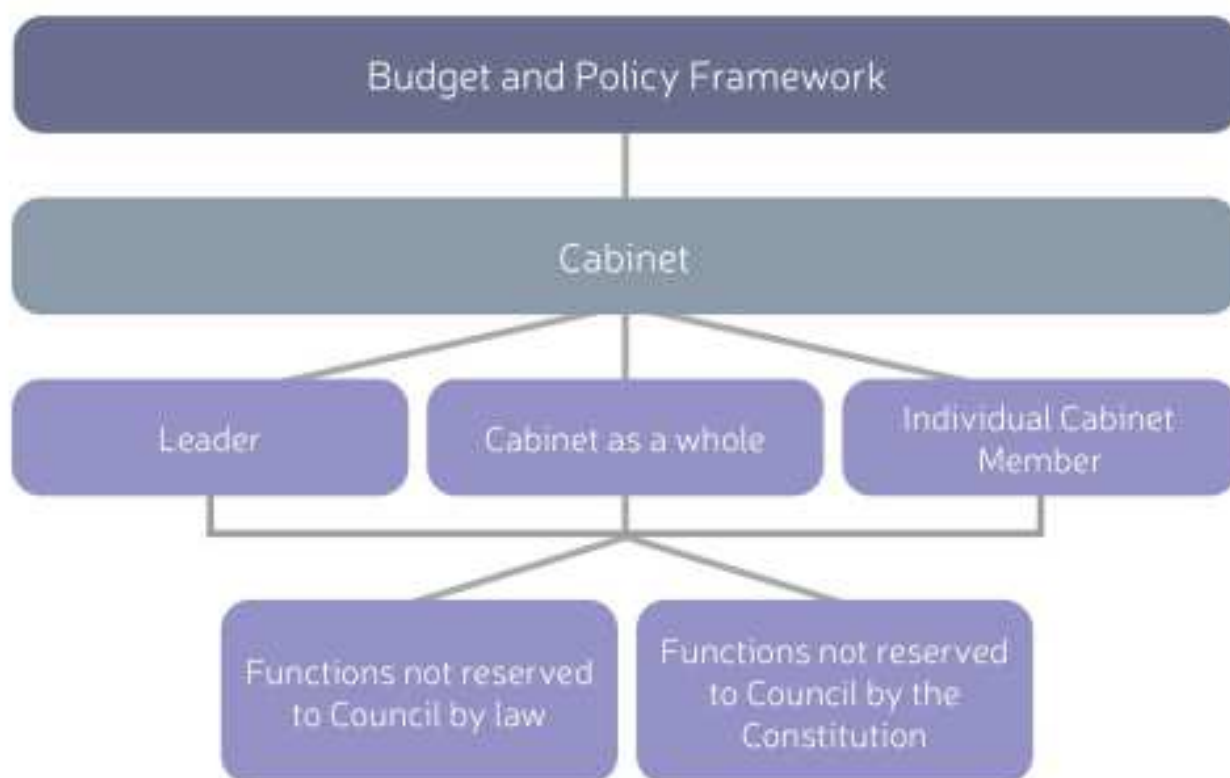 Budget and Policy Framework
Cabinet
Leader
Cabinet as a whole
Individual Cabinet
Member
Functions not reserved
to Council by law
Functions not reserved
to Council by the
Constitution